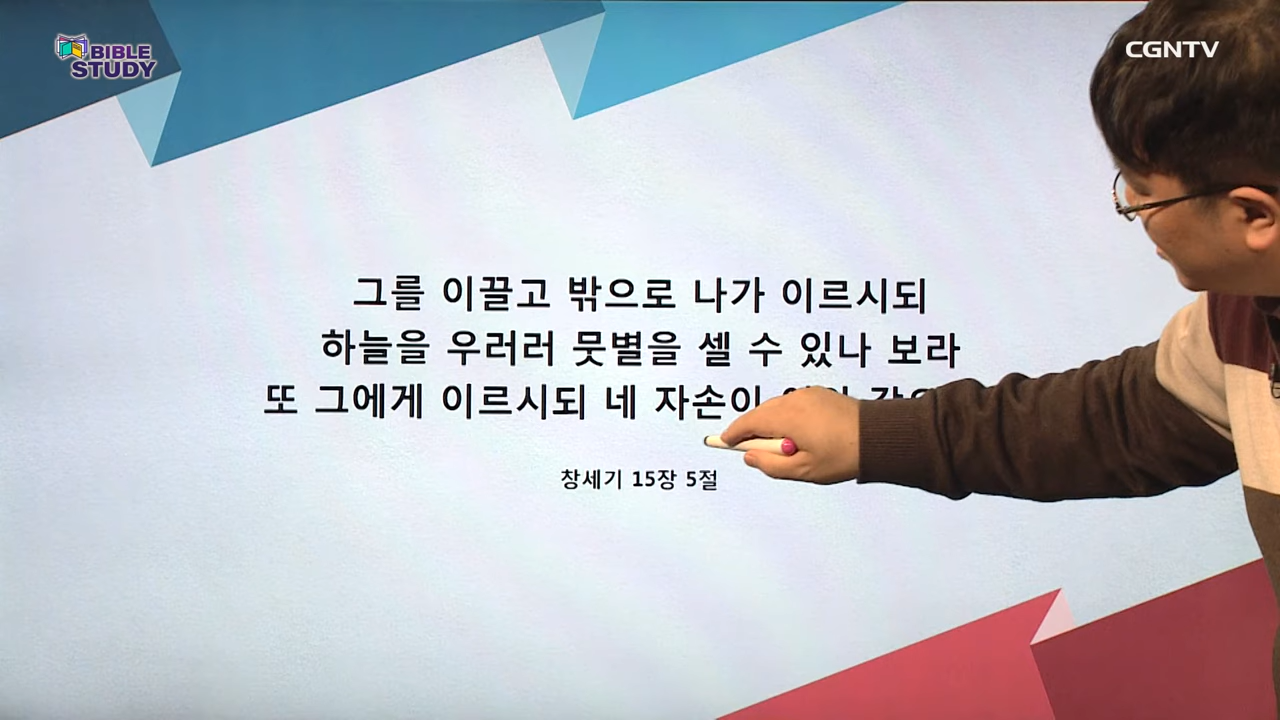 BIBLE
STUDY
CGNTV
그를 이끌고 밖으로 나가 이르시되
하늘을 우러러 뭇별을 셀 수 있나 보라
또 그에게 이르시되 네 자손이
창세기 15장 5절